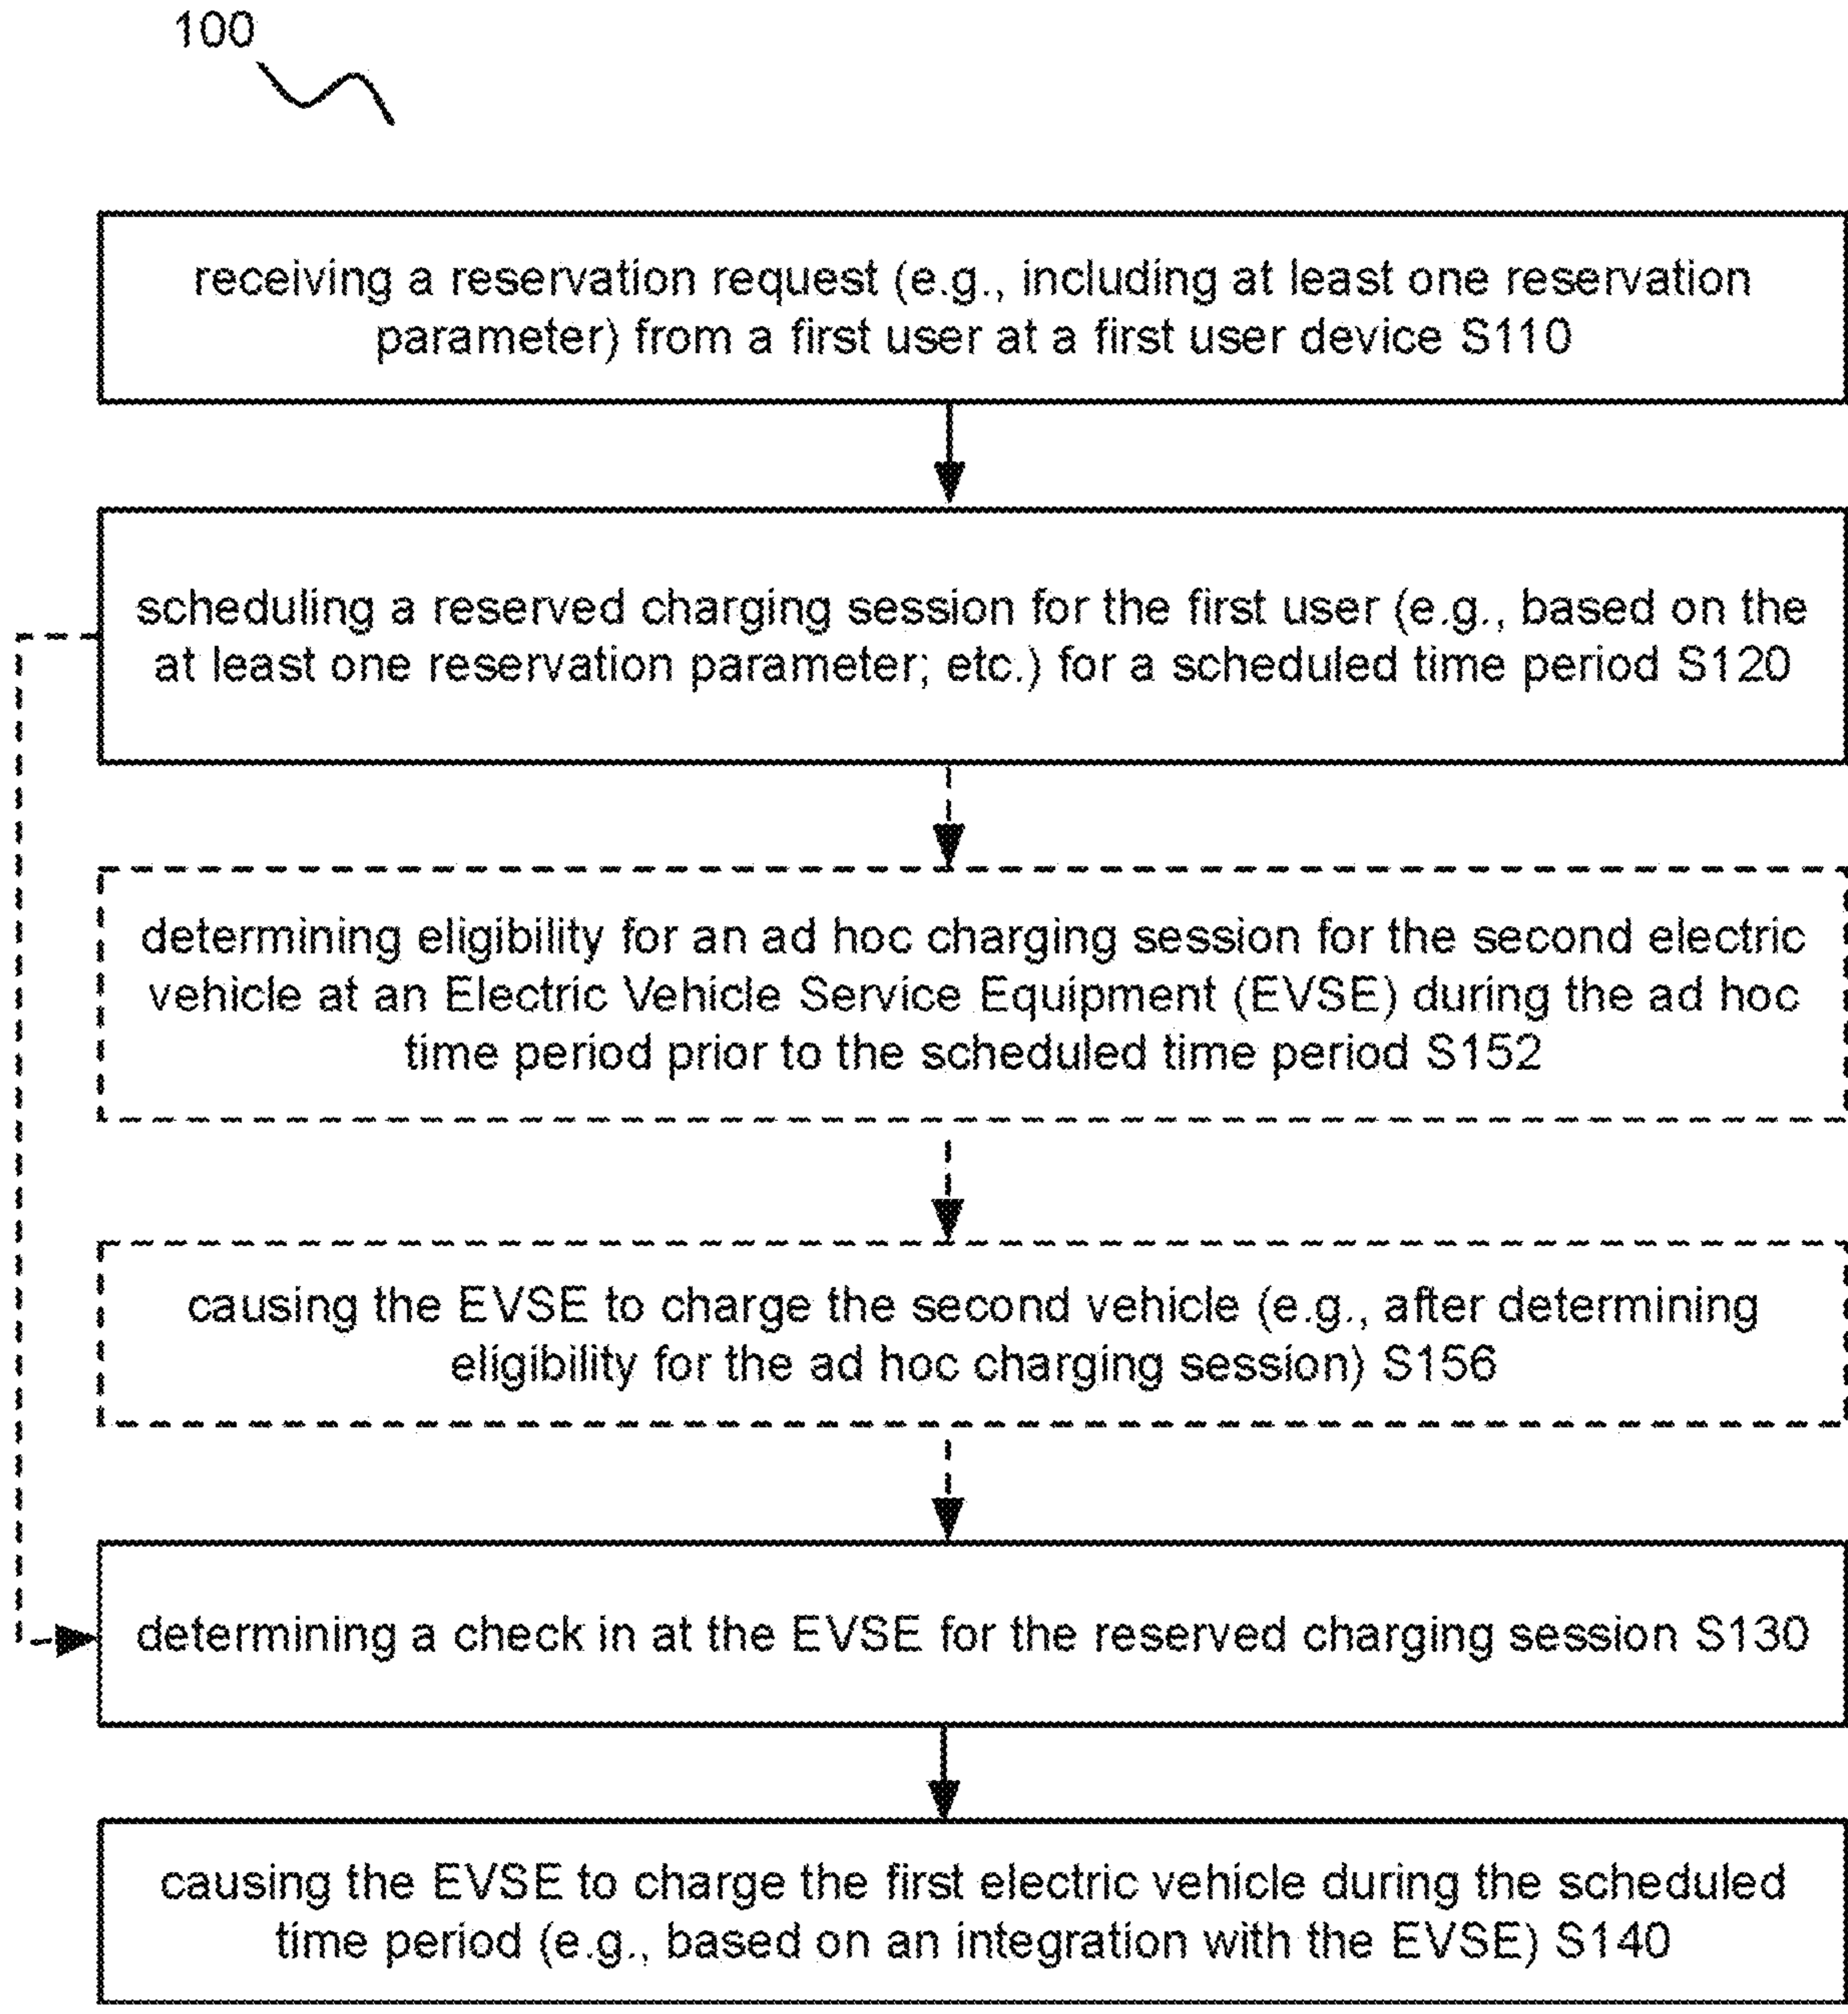 100
receiving a reservation request (e.g., including at least one reservation
parameter) from a first user at a first user device S110
scheduling a reserved charging session for the first user (e.g., based on the
at least one reservation parameter; etc.) for a scheduled time period S120
determining eligibility for an ad hoc charging session for the second electric
vehicle at an Electric Vehicle Service Equipment (EVSE) during the ad hoc
time period prior to the scheduled time period S152
causing the EVSE to charge the second vehicle (e.g., after determining
eligibility for the ad hoc charging session) S156
determining a check in at the EVSE for the reserved charging session S130
causing the EVSE to charge the first electric vehicle during the scheduled
time period (e.g., based on an integration with the EVSE) S140